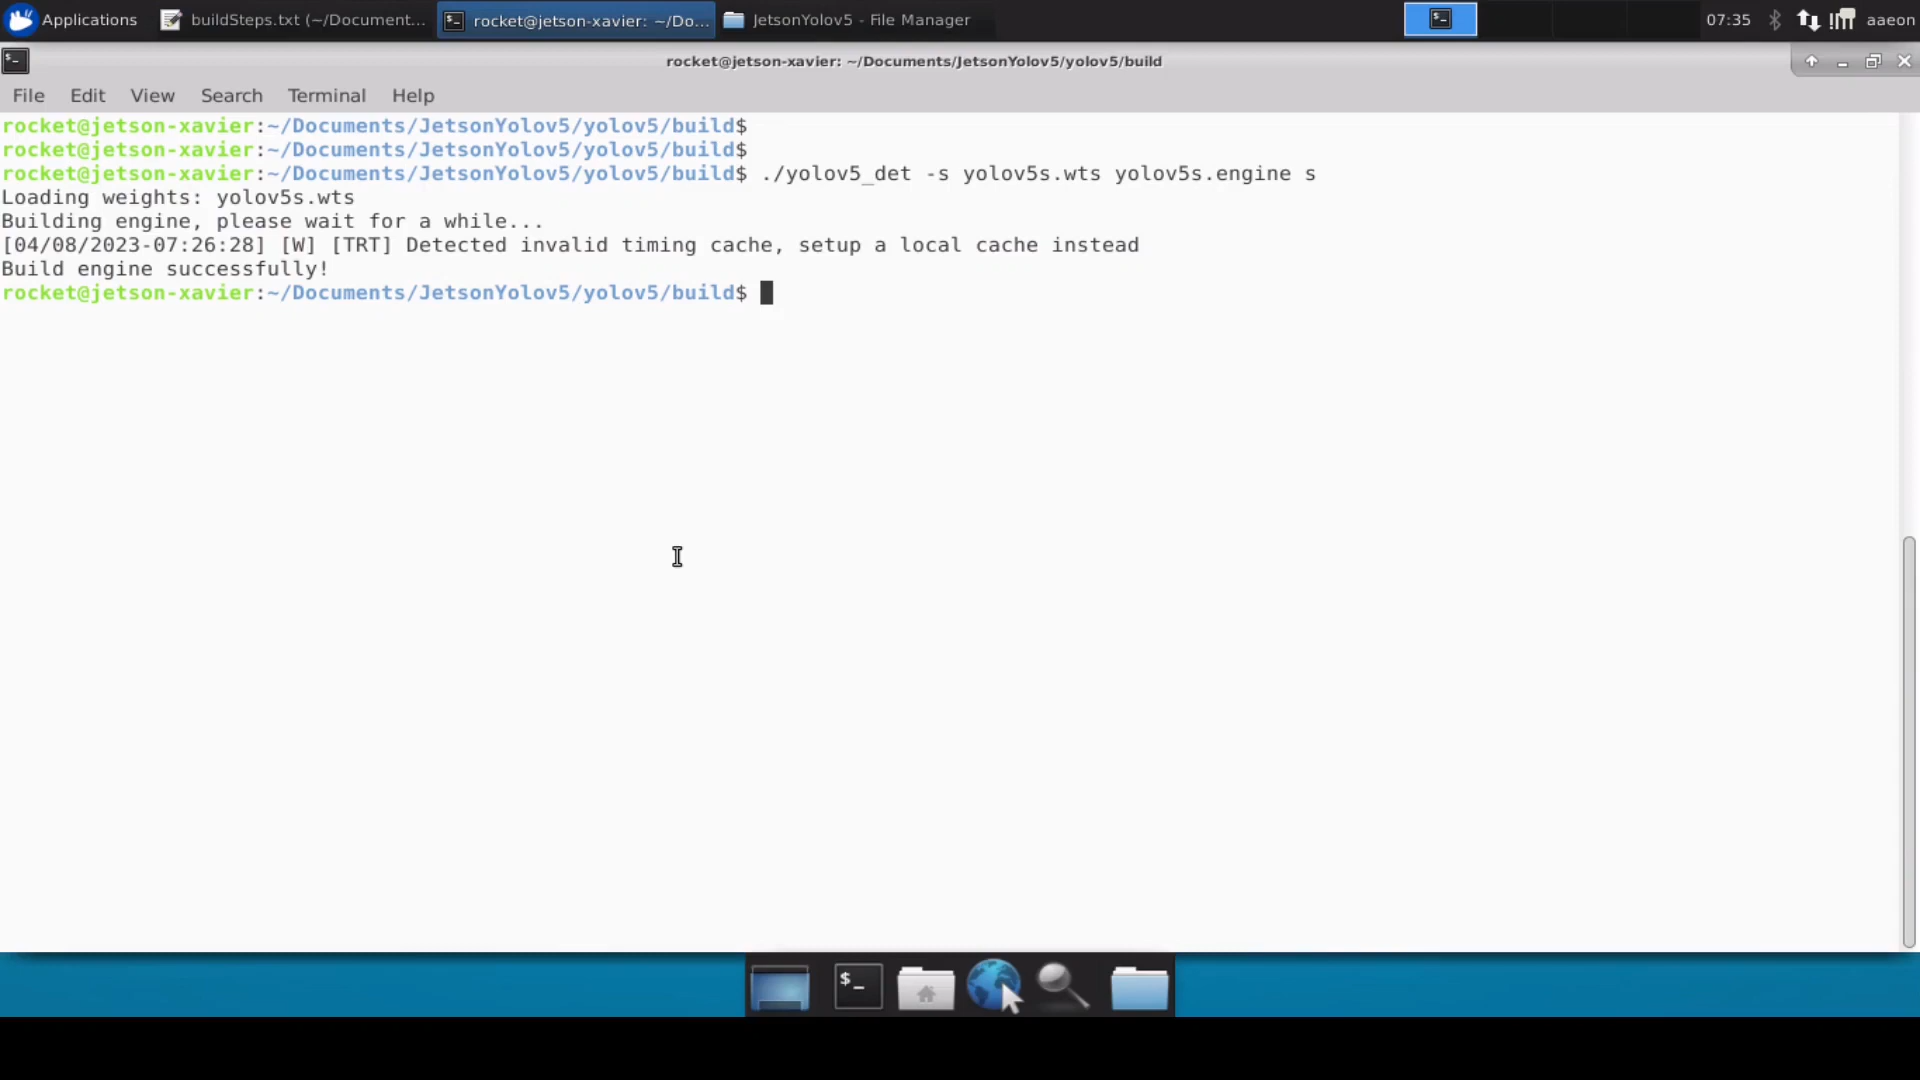 Applications buildSteps.txt (~/Document... rocket@jetson-xavier: ~/Do... JetsonYolov5 - File Manager 07:35 aaeon
rocket@jetson-xavier: ~/Documents/JetsonYolov5/yolov5/build
File Edit View Search Terminal Help
rocket@jetson-xavier:~/Documents/JetsonYolov5/yolov5/build$
rocket@jetson-xavier:~/Documents/JetsonYolov5/yolov5/build$
rocket@jetson-xavier:~/Documents/JetsonYolov5/yolov5/build$ ./yolov5_det -s yolov5s.wts yolov5s.engine s
Loading weights: yolov5s.wts
Building engine, please wait for a while...
[04/08/2023-07:26:28] [W] [TRT] Detected invalid timing cache, setup a local cache instead
Build engine successfully!
rocket@jetson-xavier:~/Documents/JetsonYolov5/yolov5/build$